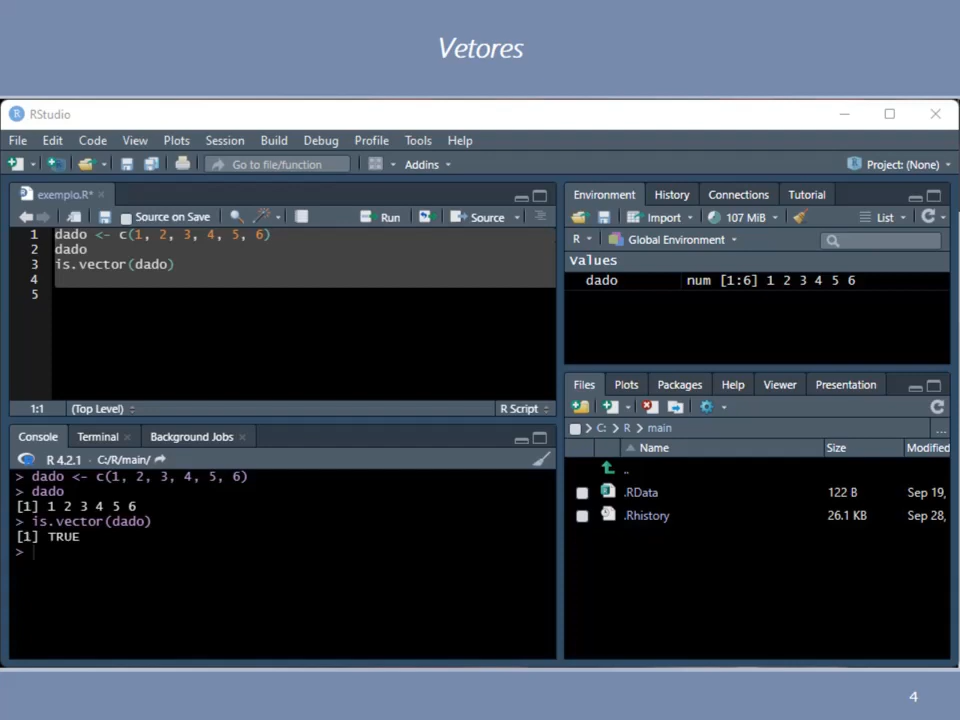 Vetores
RStudio
File Edit Code View Plots Session Build Debug Profile Tools Help
Go to file/function Addins Project: (None)
exemplo.R*
Source on Save Run Source
1 dado <- c(1, 2, 3, 4, 5, 6)
2 dado
3 is.vector(dado)
4
5
1:1 (Top Level) R Script
Console Terminal Background Jobs
R 4.2.1 · C:/R/main/
> dado <- c(1, 2, 3, 4, 5, 6)
> dado
[1] 1 2 3 4 5 6
> is.vector(dado)
[1] TRUE
>
Environment History Connections Tutorial
Import 107 MiB List
R Global Environment
Values
dado num [1:6] 1 2 3 4 5 6
Files Plots Packages Help Viewer Presentation
C: R main ...
Name Size Modified
..
.RData 122 B Sep 19,
.Rhistory 26.1 KB Sep 28,
4